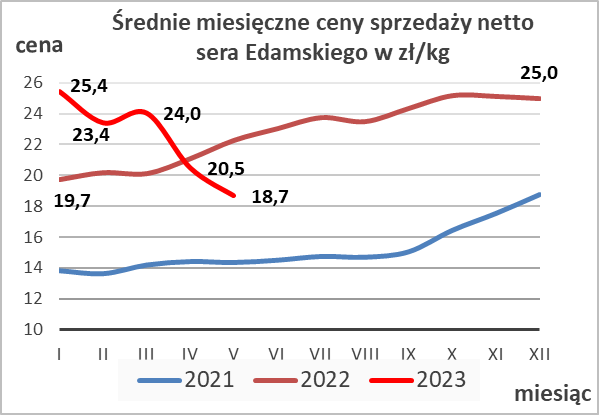 Średnie miesięczne ceny sprzedaży netto
sera Edamskiego w zł/kg
cena
26
24
22
20
18
16
14
12
10
25,4
23,4
24,0
20,5
18,7
19,7
25,0
I II III IV V VI VII VIII IX X XI XII
2021 2022 2023
miesiąc